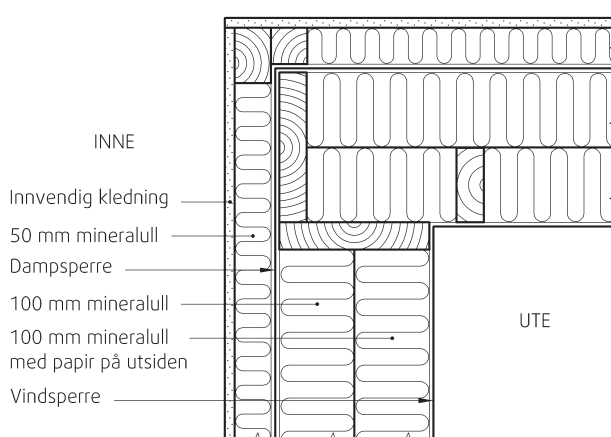 INNE
Innvendig kledning
50 mm mineralull
Dampsperre
100 mm mineralull
100 mm mineralull
med papir på utsiden
Vindsperre
UTE